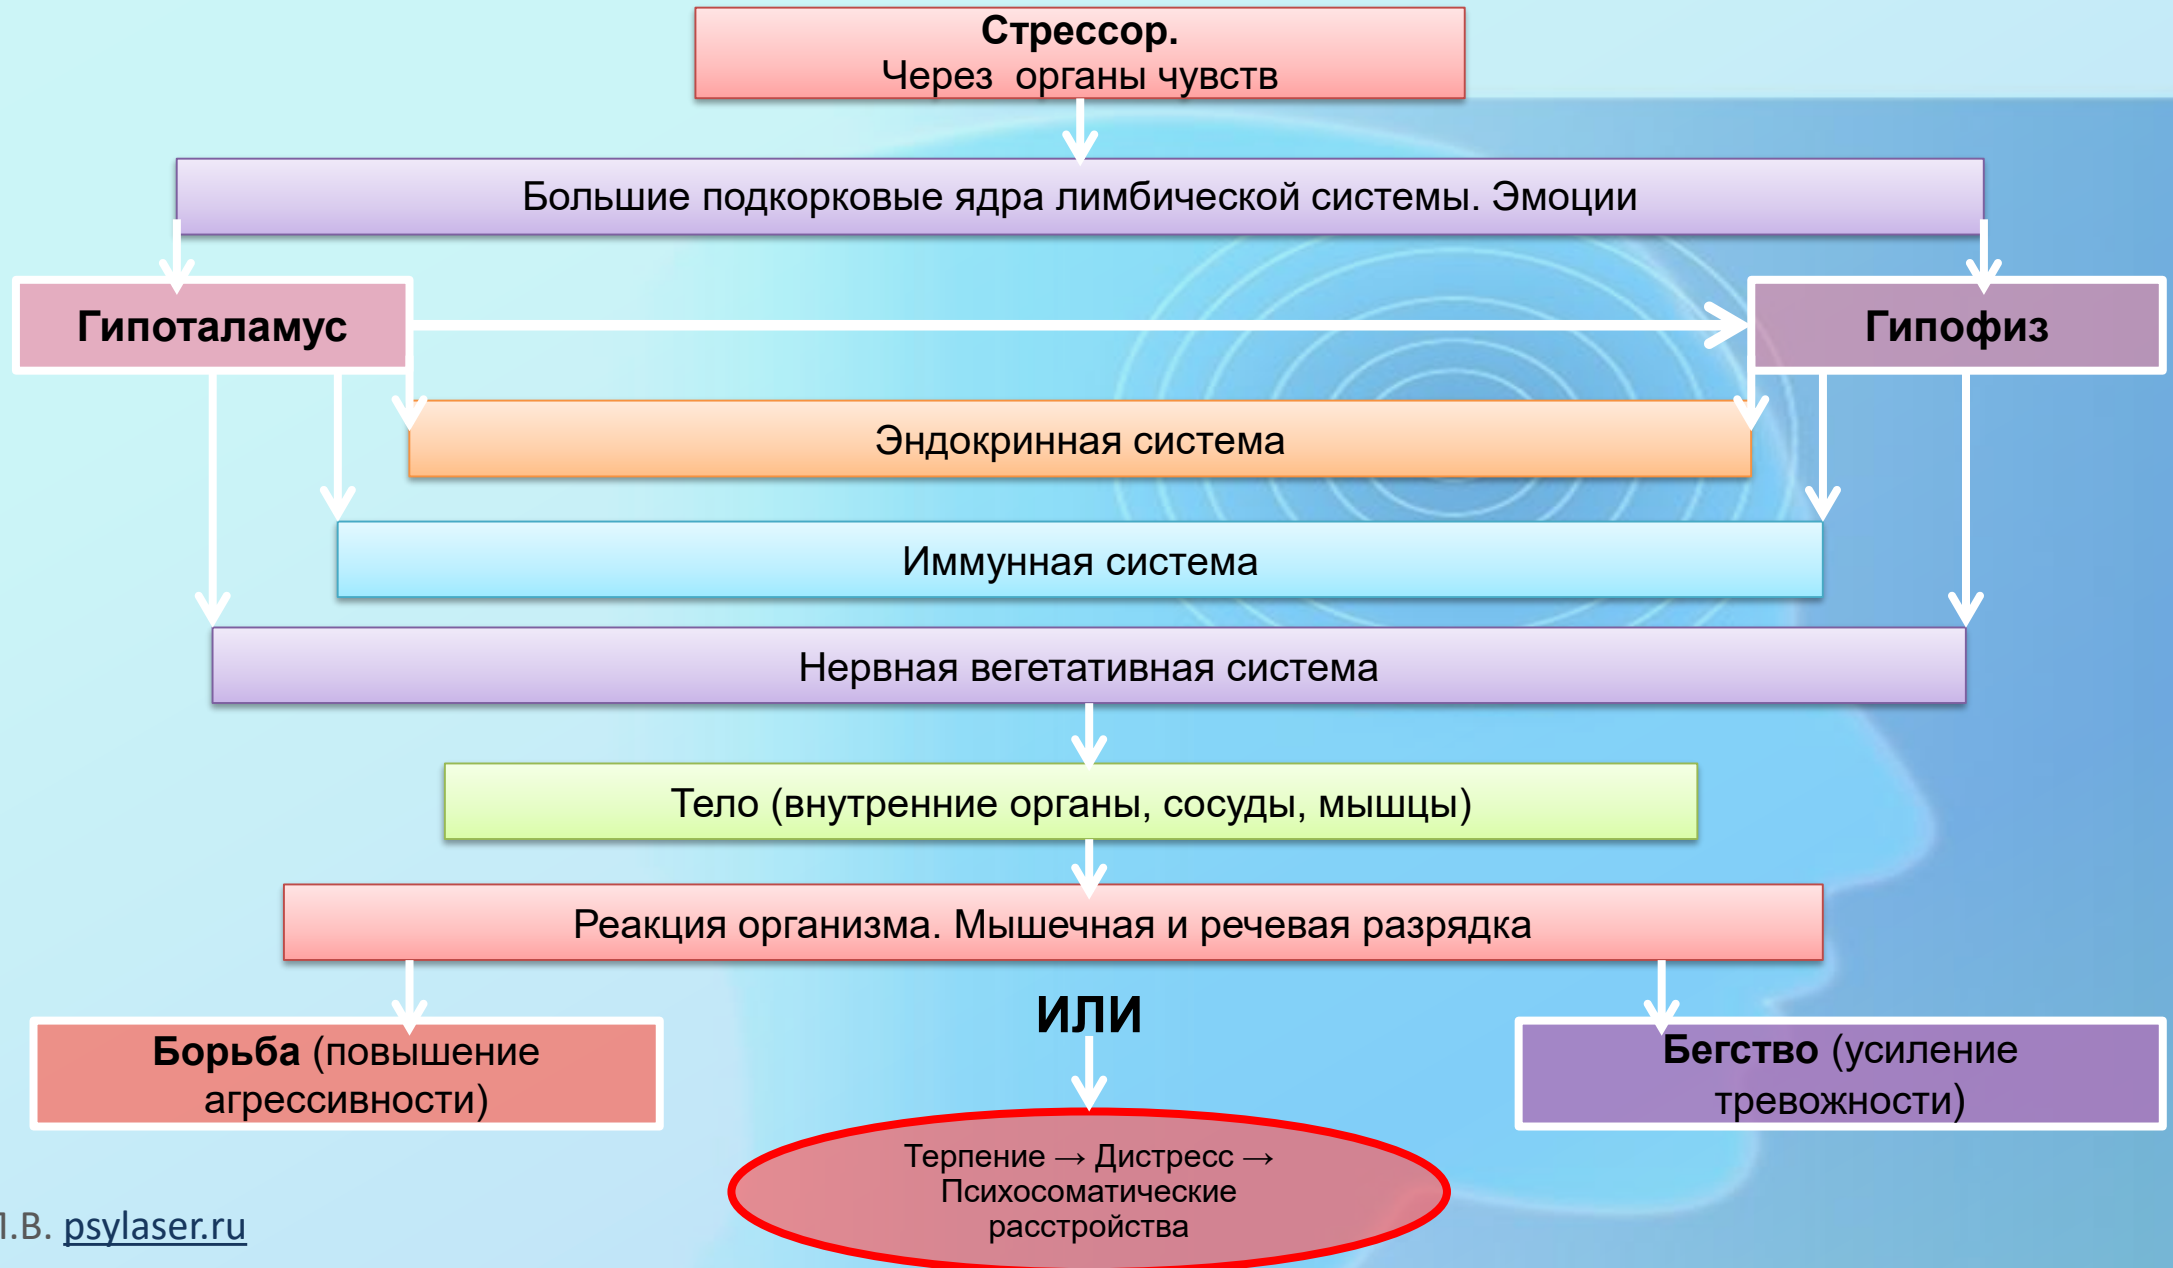 Стрессор.
Через органы чувств
Большие подкорковые ядра лимбической системы. Эмоции
Гипоталамус
Гипофиз
Эндокринная система
Иммунная система
Нервная вегетативная система
Тело (внутренние органы, сосуды, мышцы)
Реакция организма. Мышечная и речевая разрядка
ИЛИ
Борьба (повышение
агрессивности)
Бегство (усиление
тревожности)
Терпение → Дистресс →
Психосоматические
расстройства
.В. psylaser.ru